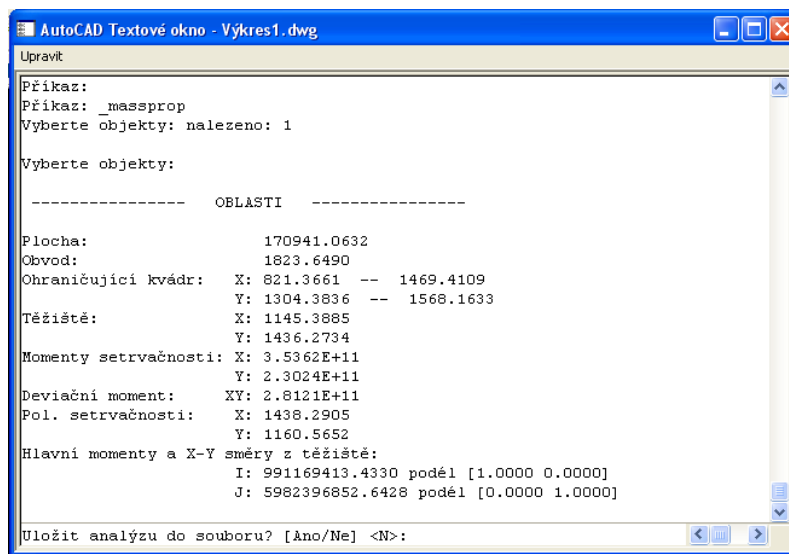 AutoCAD Textové okno - Výkres1.dwg
Upravit
Příkaz:
Příkaz: _massprop
Vyberte objekty: nalezeno: 1
Vyberte objekty:
---------------- OBLASTI ----------------
Plocha: 170941.0632
Obvod: 1823.6490
Ohraničující kvádr: X: 821.3661 -- 1469.4109
Y: 1304.3836 -- 1568.1633
Těžiště: X: 1145.3885
Y: 1436.2734
Momenty setrvačnosti: X: 3.5362E+11
Y: 2.3024E+11
Deviační moment: XY: 2.8121E+11
Pol. setrvačnosti: X: 1438.2905
Y: 1160.5652
Hlavní momenty a X-Y směry z těžiště:
I: 991169413.4330 podél [1.0000 0.0000]
J: 5982396852.6428 podél [0.0000 1.0000]
Uložit analýzu do souboru? [Ano/Ne] <N>: